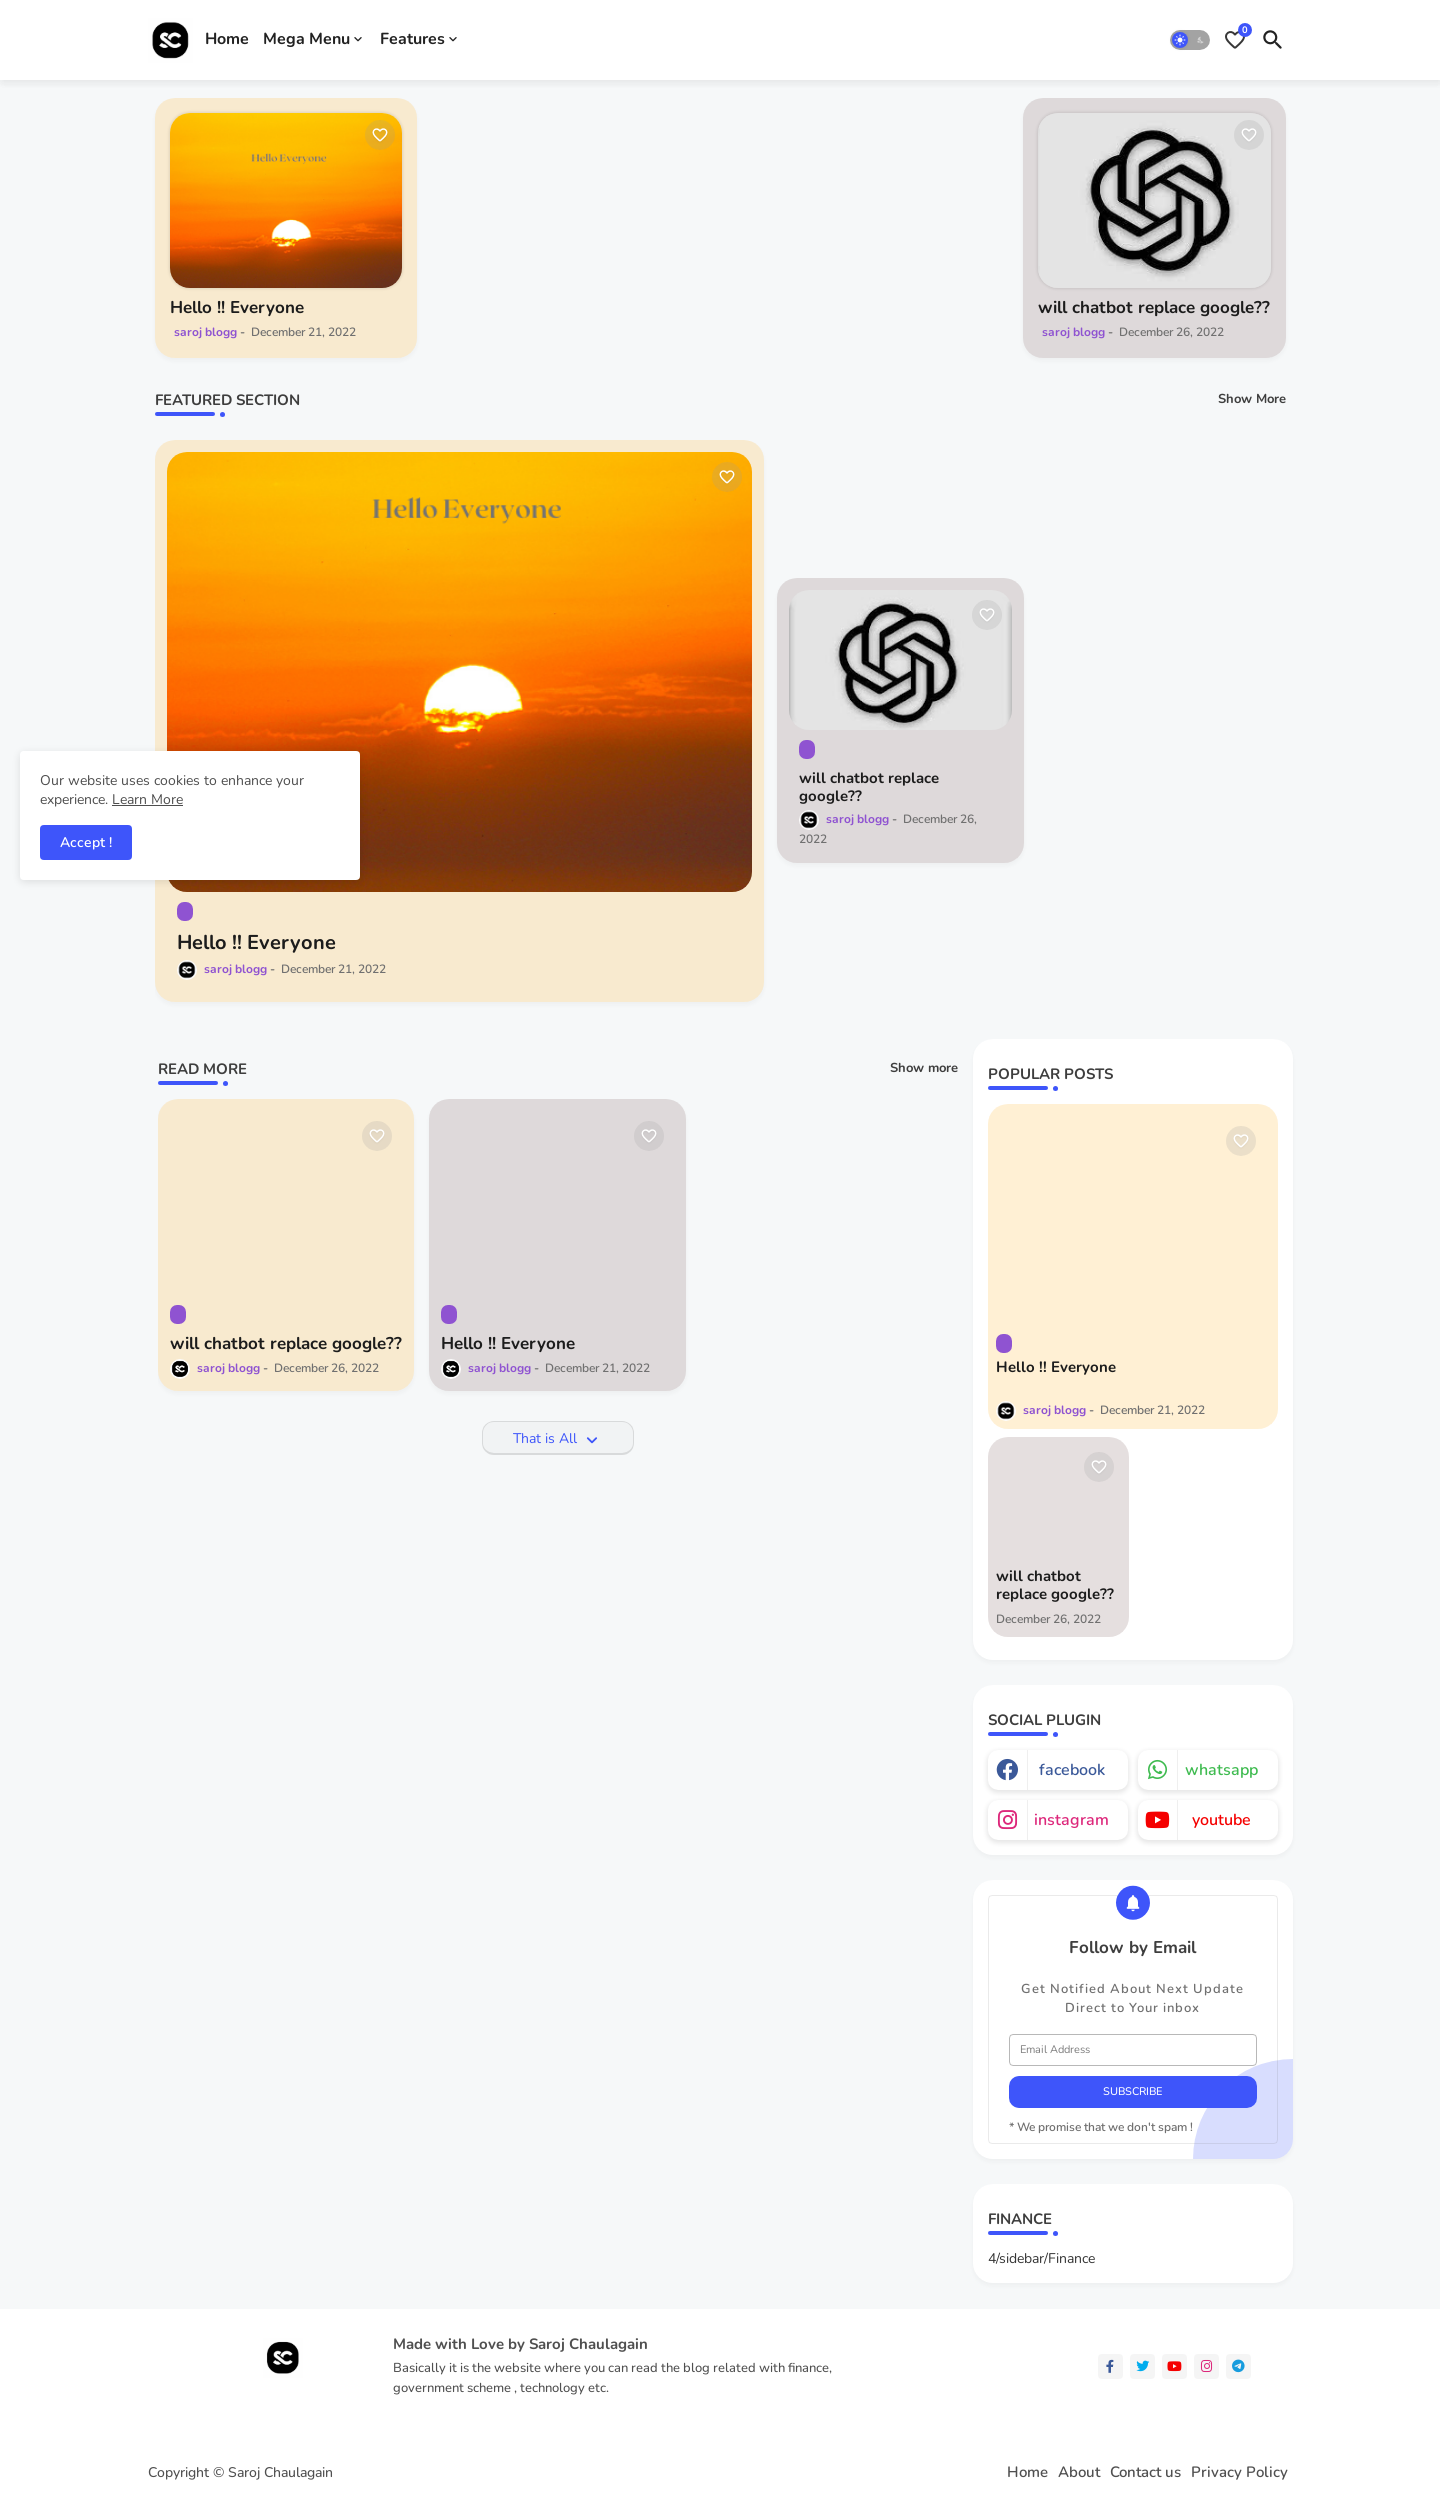 Home Mega Menu Features
0
Hello Everyone
Hello !! Everyone
saroj blogg - December 21, 2022
will chatbot replace google??
saroj blogg - December 26, 2022
FEATURED SECTION
Show More
Hello Everyone
Hello !! Everyone
SC saroj blogg - December 21, 2022
will chatbot replace
google??
SC saroj blogg - December 26,
2022
Our website uses cookies to enhance your
experience. Learn More
Accept !
READ MORE
Show more
will chatbot replace google??
SC saroj blogg - December 26, 2022
Hello !! Everyone
SC saroj blogg - December 21, 2022
That is All
POPULAR POSTS
Hello !! Everyone
SC saroj blogg - December 21, 2022
will chatbot
replace google??
December 26, 2022
SOCIAL PLUGIN
facebook
whatsapp
instagram
youtube
Follow by Email
Get Notified About Next Update
Direct to Your inbox
Email Address
SUBSCRIBE
* We promise that we don't spam !
FINANCE
4/sidebar/Finance
SC
Made with Love by Saroj Chaulagain
Basically it is the website where you can read the blog related with finance,
government scheme , technology etc.
Copyright © Saroj Chaulagain
Home About Contact us Privacy Policy